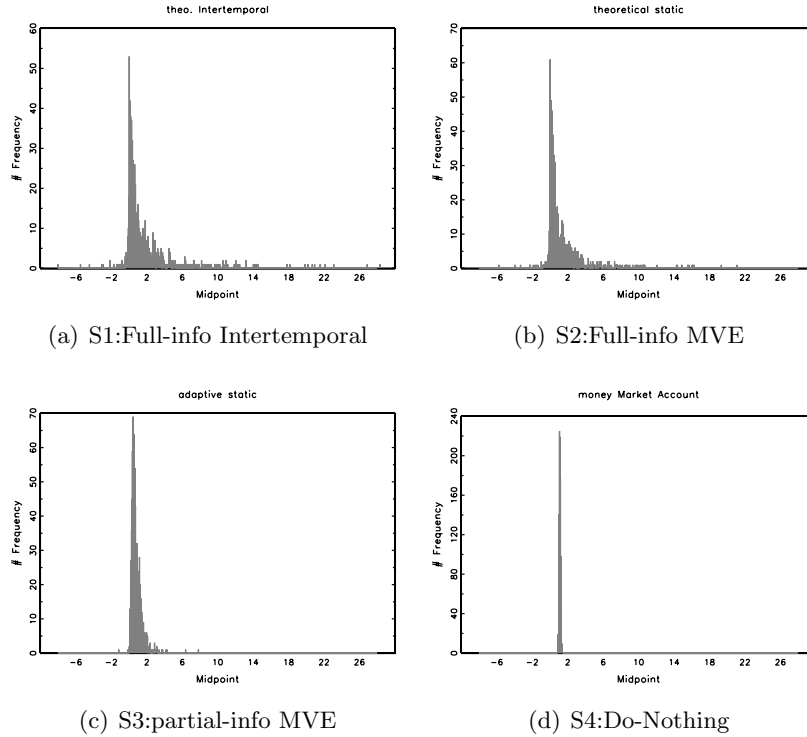 theo. Intertemporal
theoretical static
# Frequency
0 10 20 30 40 50 60
-6 -2 2 6 10 14 18 22 26
Midpoint
# Frequency
0 10 20 30 40 50 60 70
-6 -2 2 6 10 14 18 22 26
Midpoint
(a) S1:Full-info Intertemporal
(b) S2:Full-info MVE
adaptive static
money Market Account
# Frequency
0 10 20 30 40 50 60 70
-6 -2 2 6 10 14 18 22 26
Midpoint
# Frequency
0 40 80 120 160 200 240
-6 -2 2 6 10 14 18 22 26
Midpoint
(c) S3:partial-info MVE
(d) S4:Do-Nothing